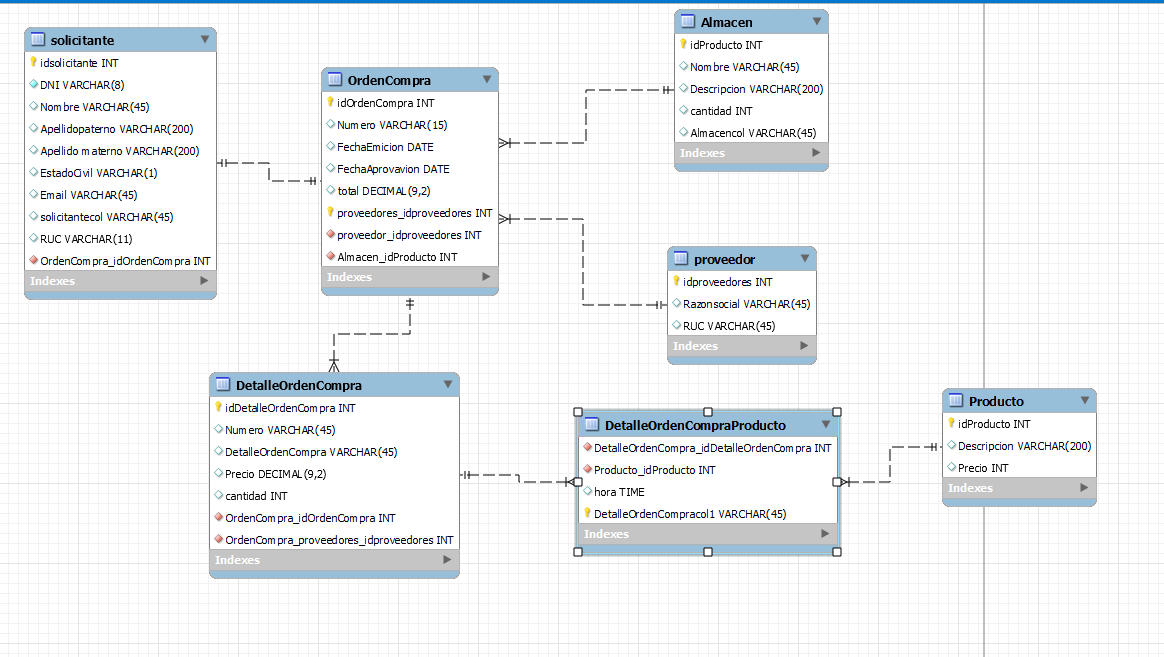 solicitante
idsolicitante INT
DNI VARCHAR(8)
Nombre VARCHAR(45)
Apellidopaterno VARCHAR(200)
Apellido materno VARCHAR(200)
EstadoCivil VARCHAR(1)
Email VARCHAR(45)
solicitantecol VARCHAR(45)
RUC VARCHAR(11)
OrdenCompra_idOrdenCompra INT
Indexes
OrdenCompra
idOrdenCompra INT
Numero VARCHAR(15)
FechaEmicion DATE
FechaAprovavion DATE
total DECIMAL(9,2)
proveedores_idproveedores INT
proveedor_idproveedores INT
Almacen_idProducto INT
Indexes
Almacen
idProducto INT
Nombre VARCHAR(45)
Descripcion VARCHAR(200)
cantidad INT
Almacencol VARCHAR(45)
Indexes
proveedor
idproveedores INT
Razonsocial VARCHAR(45)
RUC VARCHAR(45)
Indexes
DetalleOrdenCompra
idDetalleOrdenCompra INT
Numero VARCHAR(45)
DetalleOrdenCompra VARCHAR(45)
Precio DECIMAL(9,2)
cantidad INT
OrdenCompra_idOrdenCompra INT
OrdenCompra_proveedores_idproveedores INT
Indexes
DetalleOrdenCompraProducto
DetalleOrdenCompra_idDetalleOrdenCompra INT
Producto_idProducto INT
hora TIME
DetalleOrdenCompracol1 VARCHAR(45)
Indexes
Producto
idProducto INT
Descripcion VARCHAR(200)
Precio INT
Indexes